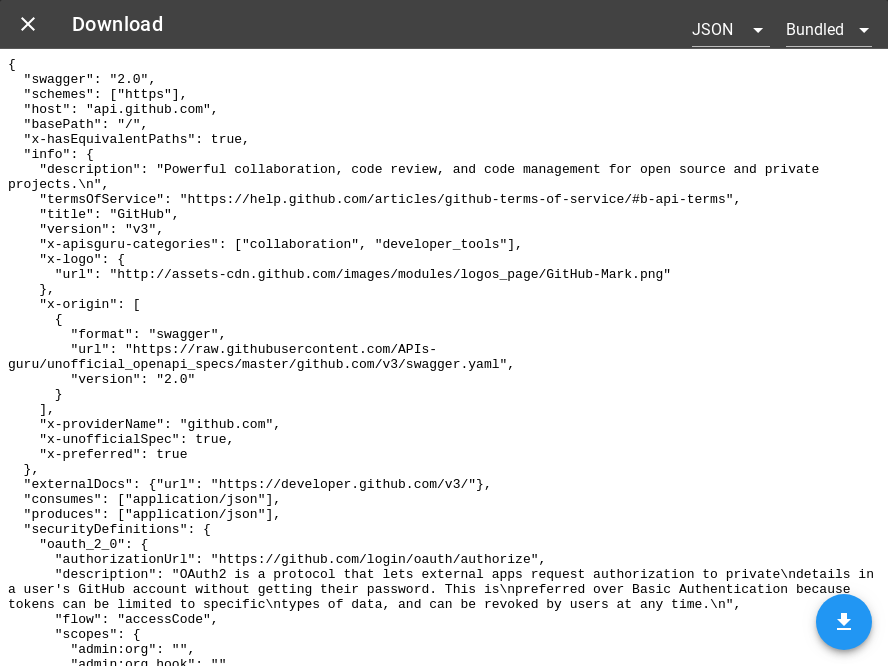 Download
JSON
Bundled
{
"swagger": "2.0",
"schemes": ["https"],
"host": "api.github.com",
"basePath": "/",
"x-hasEquivalentPaths": true,
"info": {
"description": "Powerful collaboration, code review, and code management for open source and private
projects.\n",
"termsOfService": "https://help.github.com/articles/github-terms-of-service/#b-api-terms",
"title": "GitHub",
"version": "v3",
"x-apisguru-categories": ["collaboration", "developer_tools"],
"x-logo": {
"url": "http://assets-cdn.github.com/images/modules/logos_page/GitHub-Mark.png"
},
"x-origin": [
{
"format": "swagger",
"url": "https://raw.githubusercontent.com/APIs-
guru/unofficial_openapi_specs/master/github.com/v3/swagger.yaml",
"version": "2.0"
}
],
"x-providerName": "github.com",
"x-unofficialSpec": true,
"x-preferred": true
},
"externalDocs": {"url": "https://developer.github.com/v3/"},
"consumes": ["application/json"],
"produces": ["application/json"],
"securityDefinitions": {
"oauth_2_0": {
"authorizationUrl": "https://github.com/login/oauth/authorize",
"description": "OAuth2 is a protocol that lets external apps request authorization to private\ndetails in
a user's GitHub account without getting their password. This is\npreferred over Basic Authentication because
tokens can be limited to specific\ntypes of data, and can be revoked by users at any time.\n",
"flow": "accessCode",
"scopes": {
"admin:org": "",
"admin:org_hook": ""